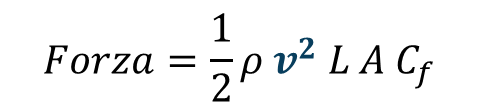 Forza = 1/2 ρ v² L A C_f